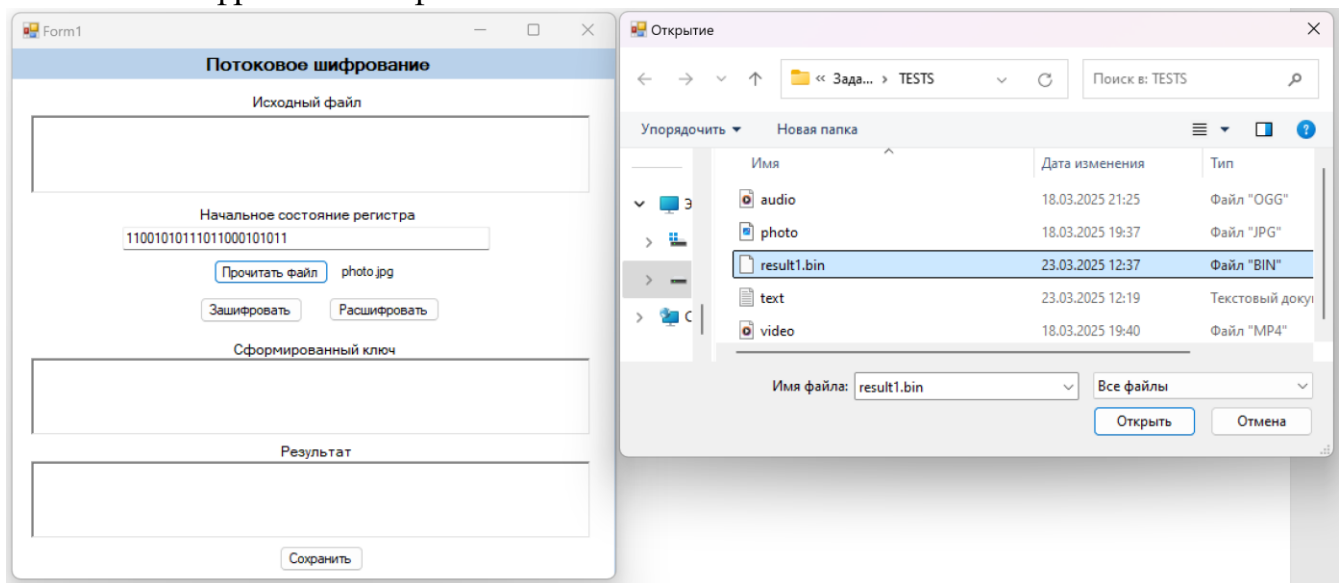 Form1
Потоковое шифрование
Исходный файл
Начальное состояние регистра
11001010111011000101011
Прочитать файл photo.jpg
Зашифровать Расшифровать
Сформированный ключ
Результат
Сохранить
Открытие
« Зада... › TESTS
Поиск в: TESTS
Упорядочить Новая папка
Имя Дата изменения Тип
audio 18.03.2025 21:25 Файл "OGG"
photo 18.03.2025 19:37 Файл "JPG"
result1.bin 23.03.2025 12:37 Файл "BIN"
text 23.03.2025 12:19 Текстовый доку
video 18.03.2025 19:40 Файл "MP4"
Имя файла: result1.bin Все файлы
Открыть Отмена